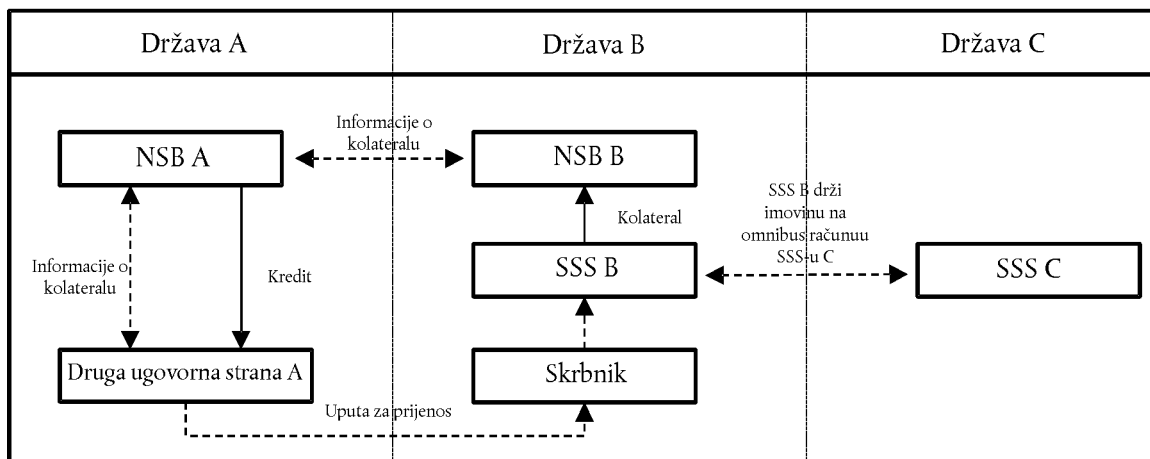 Država A
Država B
Država C
Informacije o
kolateralu
NSB A
NSB B
SSS B drži
imovinu na
omnibus računuu
SSS-u C
Kolateral
Informacije o
kolateralu
Kredit
SSS B
SSS C
Druga ugovorna strana A
Skrbnik
Uputa za prijenos